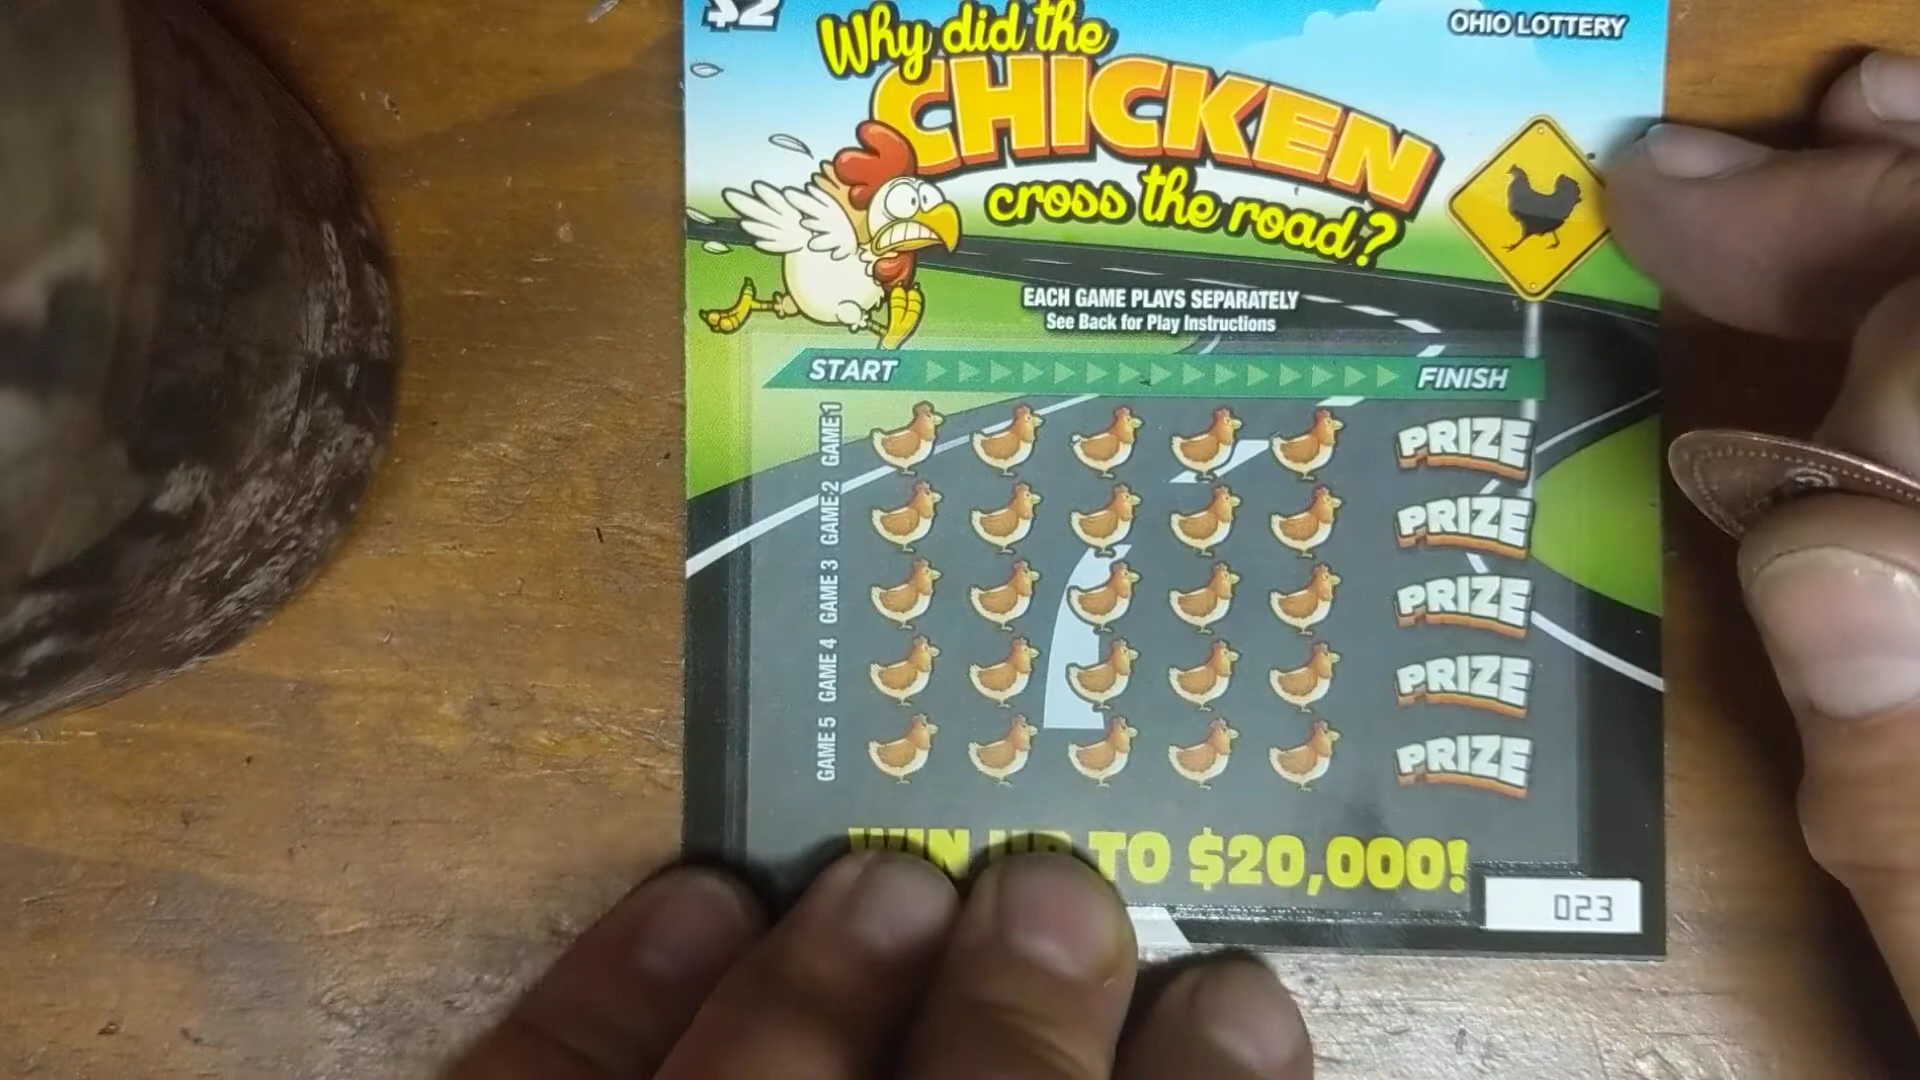 $2
OHIO LOTTERY
Why did the
CHICKEN
cross the road?
EACH GAME PLAYS SEPARATELY
See Back for Play Instructions
START FINISH
GAME 1 PRIZE
GAME 2 PRIZE
GAME 3 PRIZE
GAME 4 PRIZE
GAME 5 PRIZE
WIN UP TO $20,000!
023